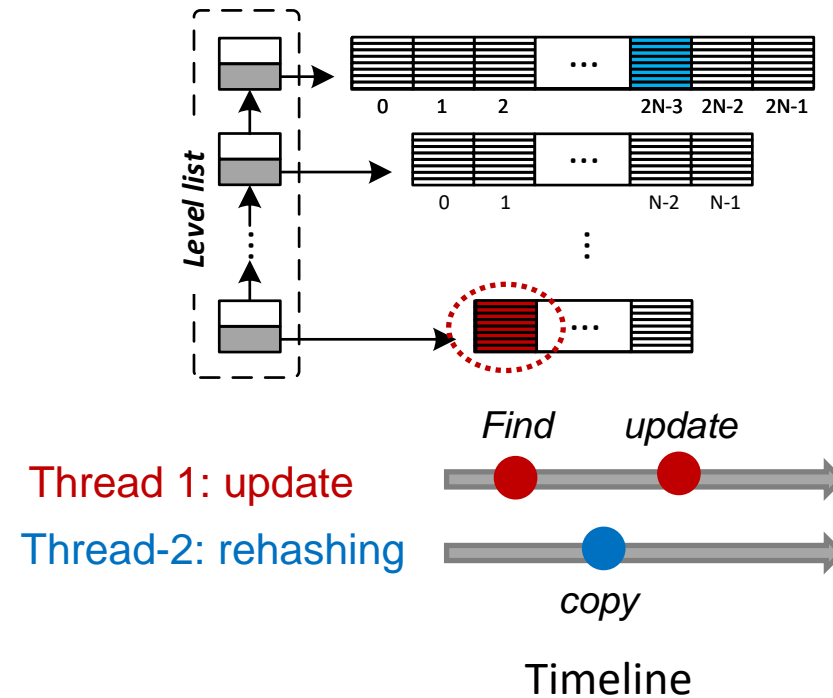 Level list
...
0 1 2 2N-3 2N-2 2N-1
...
0 1 N-2 N-1
...
Find update
Thread 1: update
Thread-2: rehashing
copy
Timeline